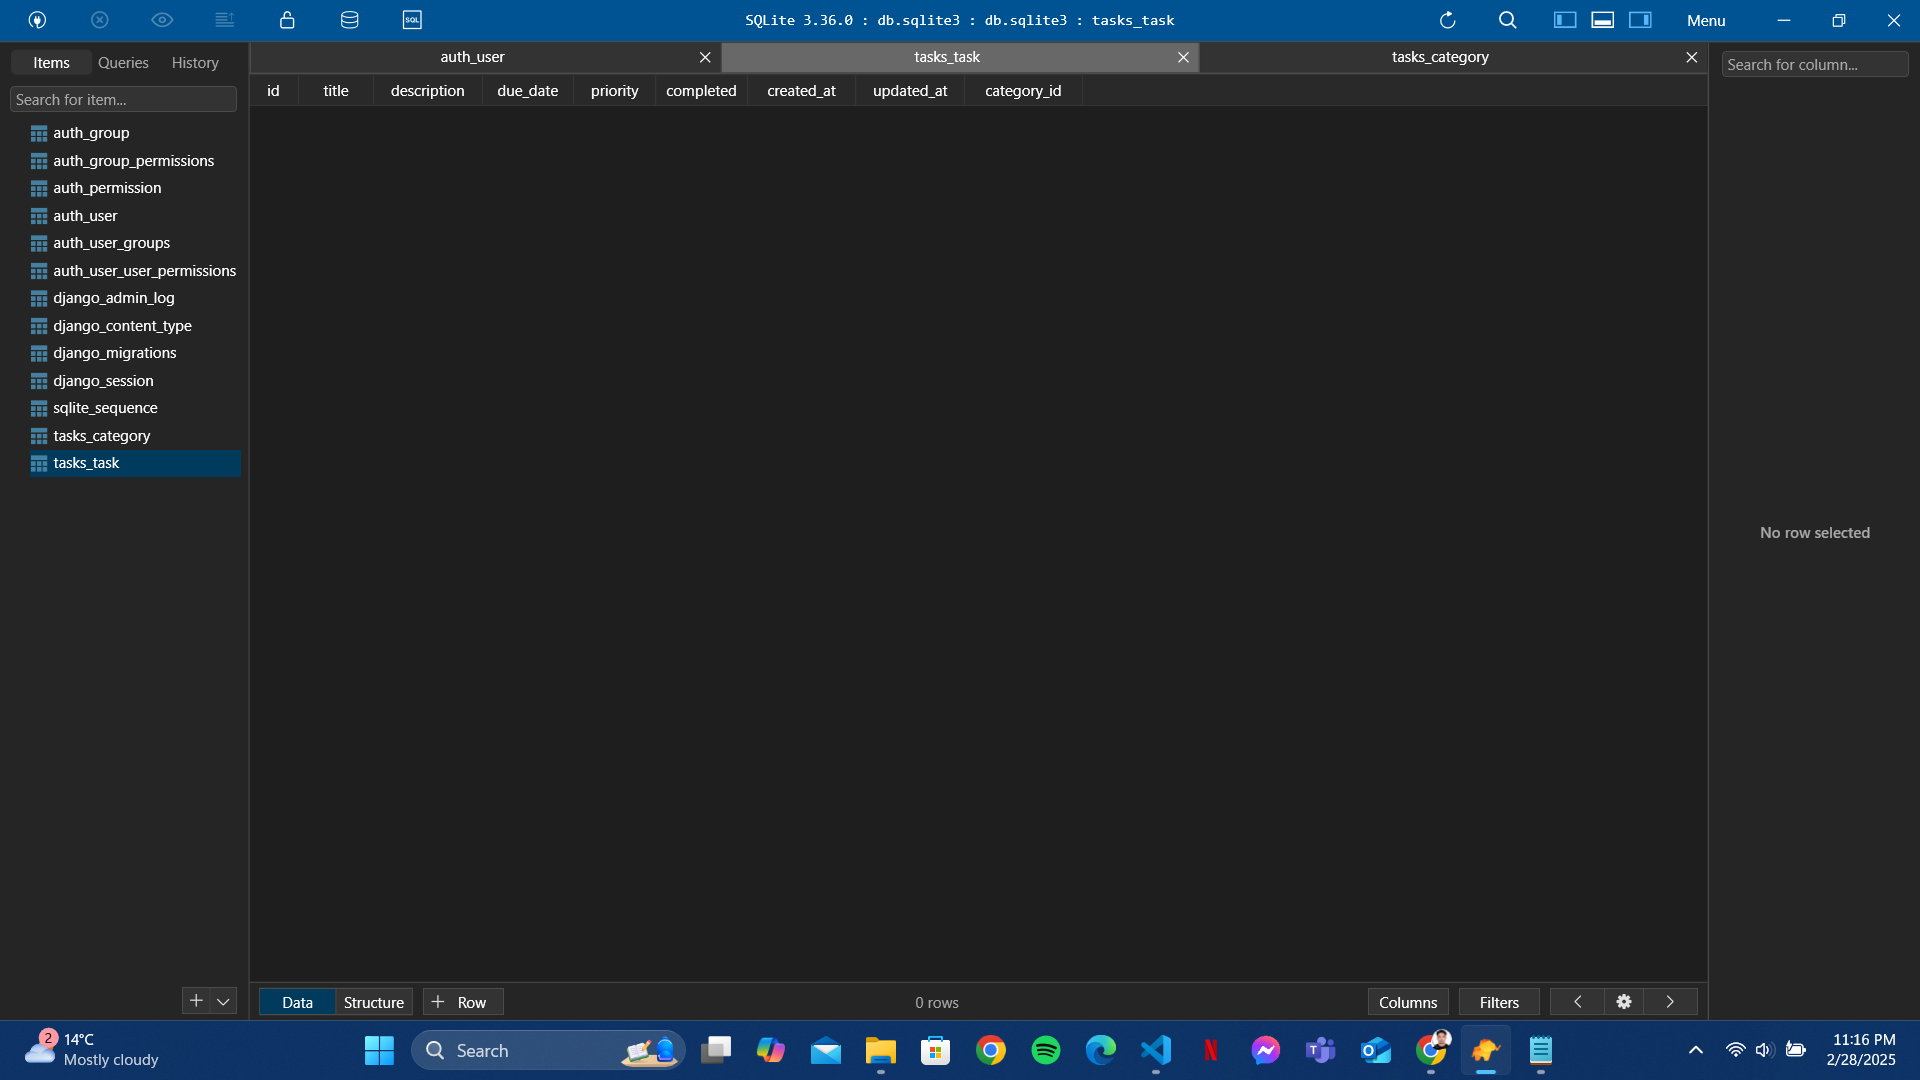 SQL
SQLite 3.36.0 : db.sqlite3 : db.sqlite3 : tasks_task
Menu
Items Queries History
Search for item...
auth_group
auth_group_permissions
auth_permission
auth_user
auth_user_groups
auth_user_user_permissions
django_admin_log
django_content_type
django_migrations
django_session
sqlite_sequence
tasks_category
tasks_task
auth_user
tasks_task
tasks_category
id title description due_date priority completed created_at updated_at category_id
Search for column...
No row selected
Data Structure + Row
0 rows
Columns Filters
2
14°C
Mostly cloudy
Search
11:16 PM
2/28/2025